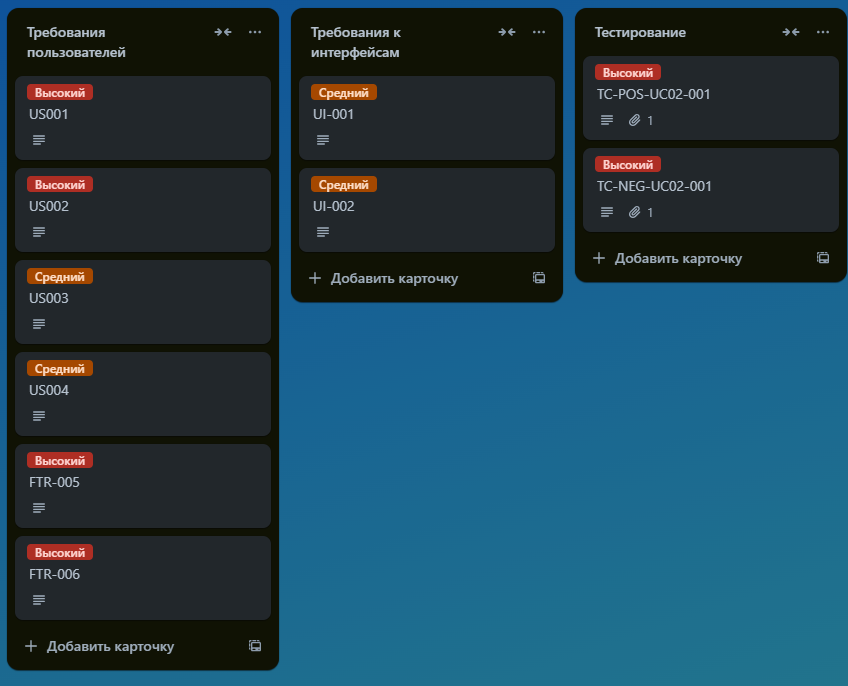 Требования
пользователей
Высокий
US001
Высокий
US002
Средний
US003
Средний
US004
Высокий
FTR-005
Высокий
FTR-006
Добавить карточку
Требования к
интерфейсам
Средний
UI-001
Средний
UI-002
Добавить карточку
Тестирование
Высокий
TC-POS-UC02-001
1
Высокий
TC-NEG-UC02-001
1
Добавить карточку